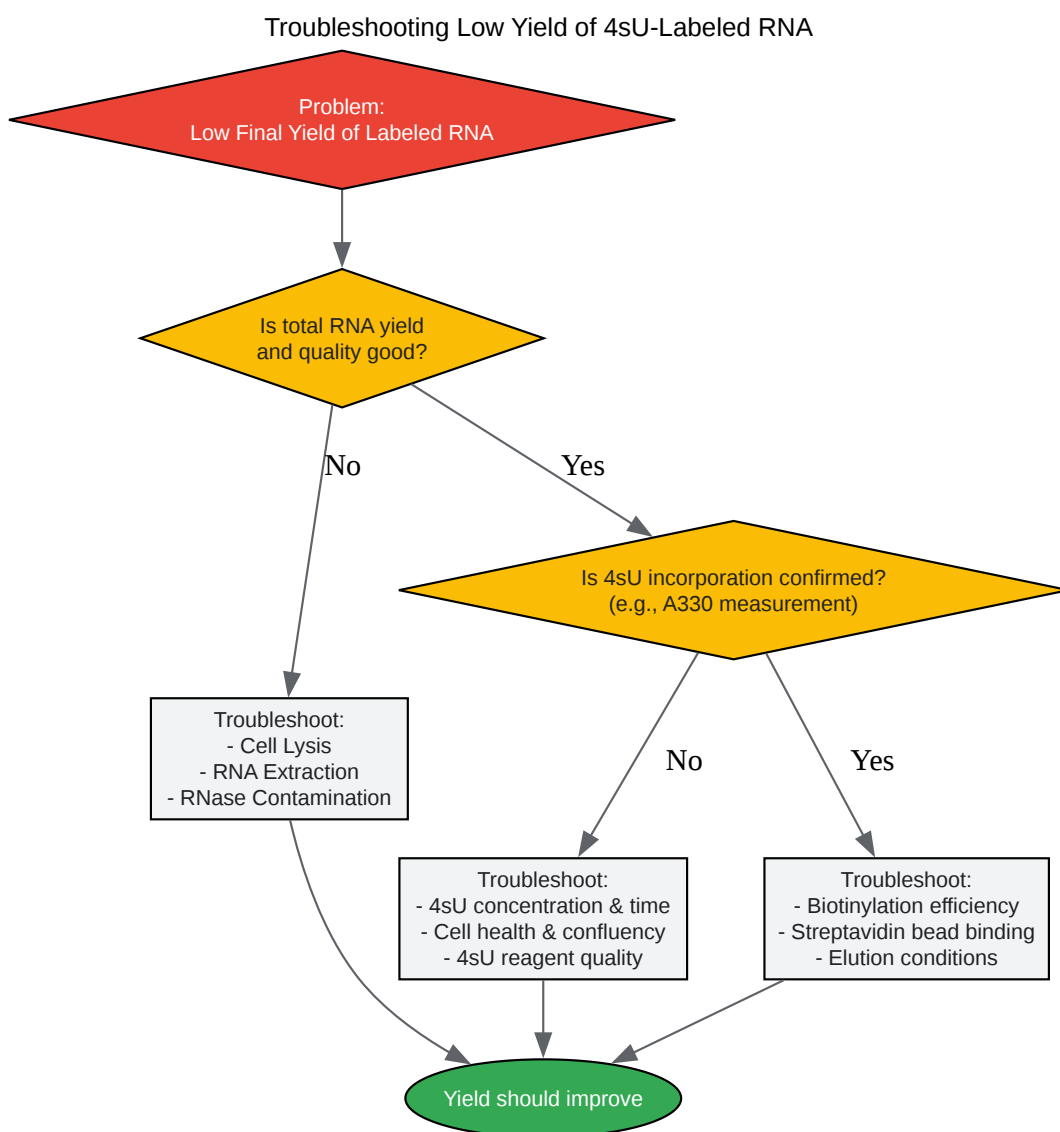 Troubleshooting Low Yield of 4sU-Labeled RNA
Problem:
Low Final Yield of Labeled RNA
Is total RNA yield
and quality good?
No
Yes
Is 4sU incorporation confirmed?
(e.g., A330 measurement)
Troubleshoot:
- Cell Lysis
- RNA Extraction
- RNase Contamination
No
Yes
Troubleshoot:
- 4sU concentration & time
- Cell health & confluency
- 4sU reagent quality
Troubleshoot:
- Biotinylation efficiency
- Streptavidin bead binding
- Elution conditions
Yield should improve